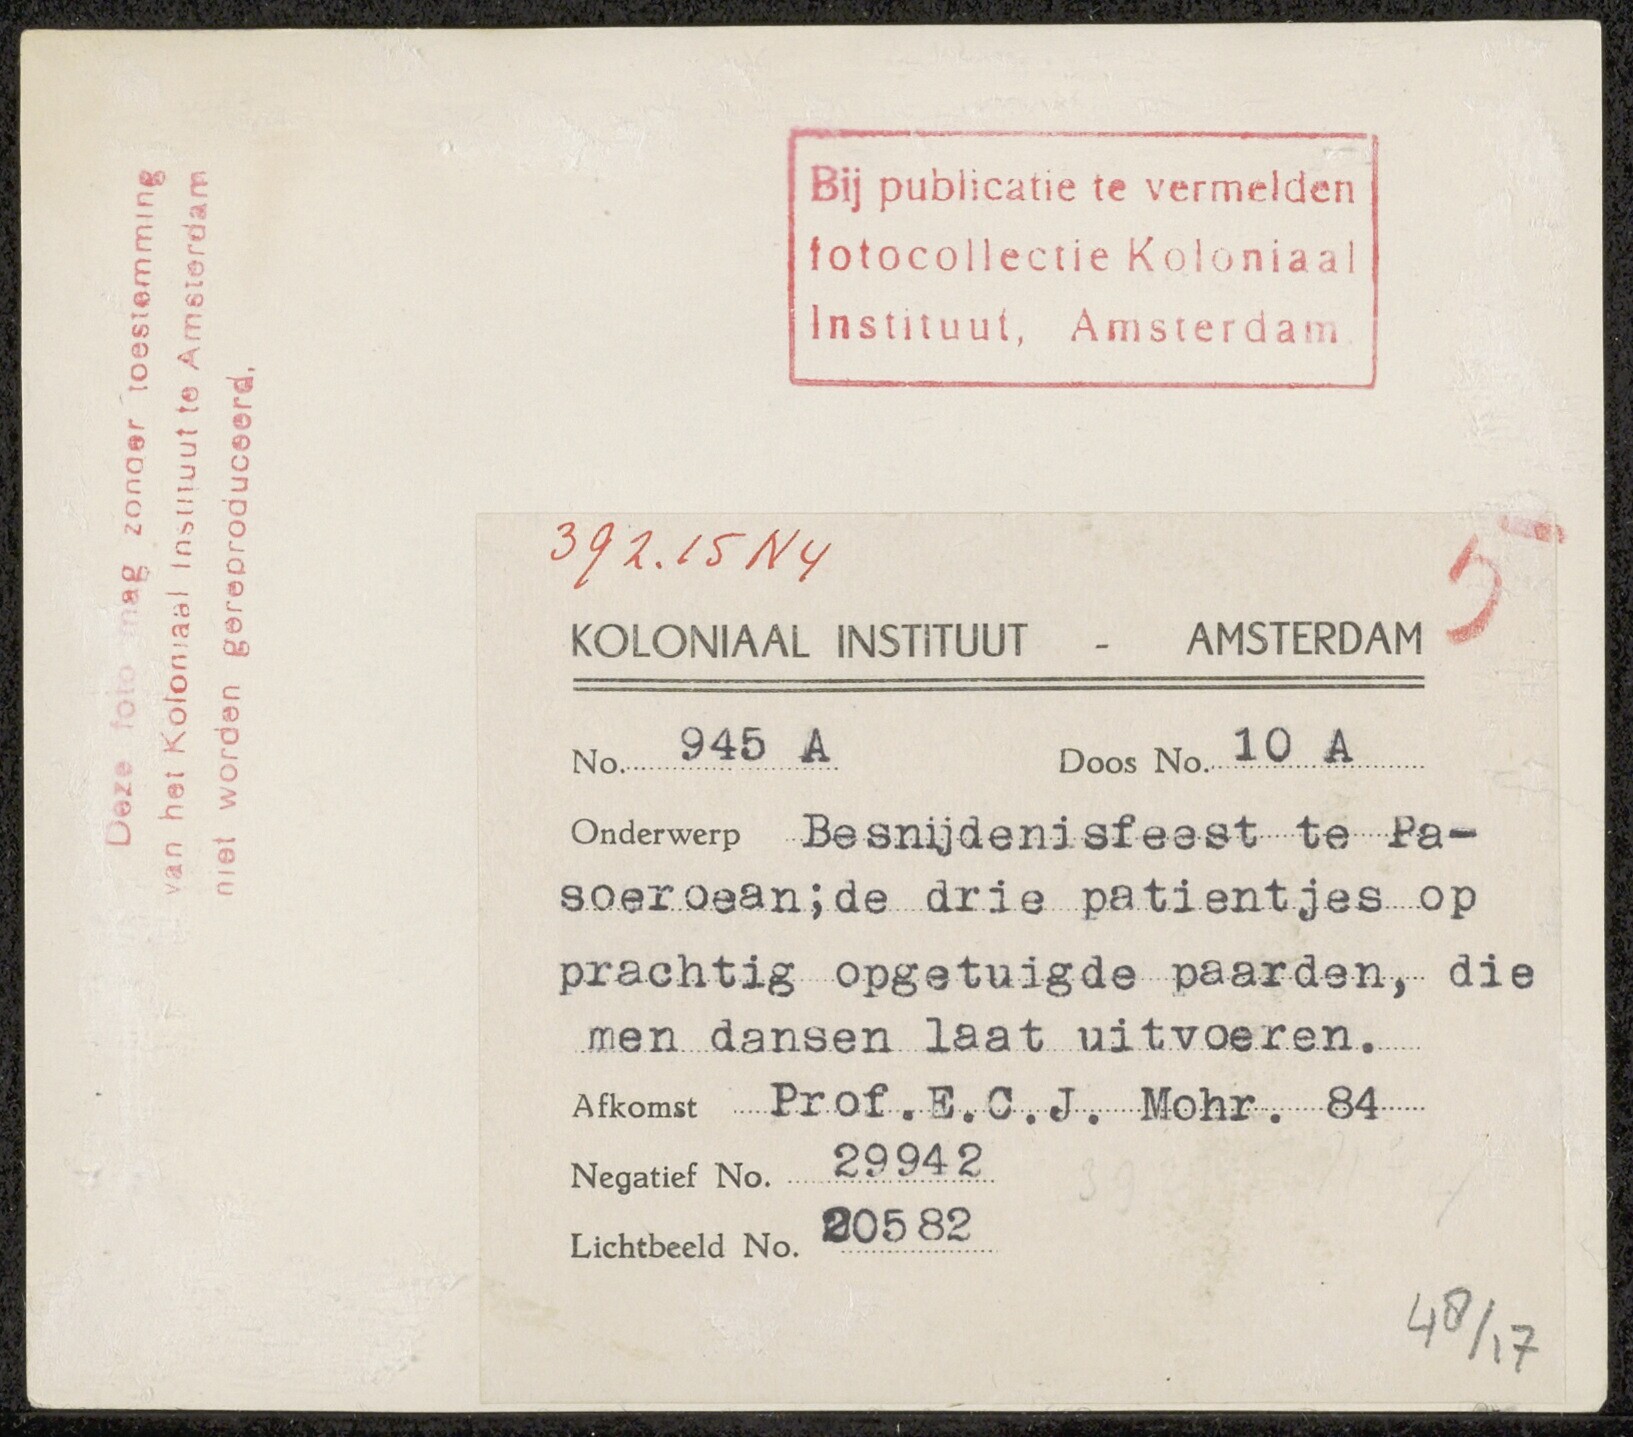 Bij publicatie te vermelden
fotocollectie Koloniaal
Instituut, Amsterdam
Deze foto mag zonder toestemming
van het Koloniaal Instituut te Amsterdam
niet worden gereproduceerd.
392.15 N4
5
KOLONIAAL INSTITUUT - AMSTERDAM
No. 945 A Doos No. 10 A
Onderwerp Besnijdenisfeest te Pa-
soeroean;de drie patientjes op
prachtig opgetuigde paarden, die
men dansen laat uitvoeren.
Afkomst Prof.E.C.J. Mohr. 84
Negatief No. 29942
Lichtbeeld No. 20582
48/17